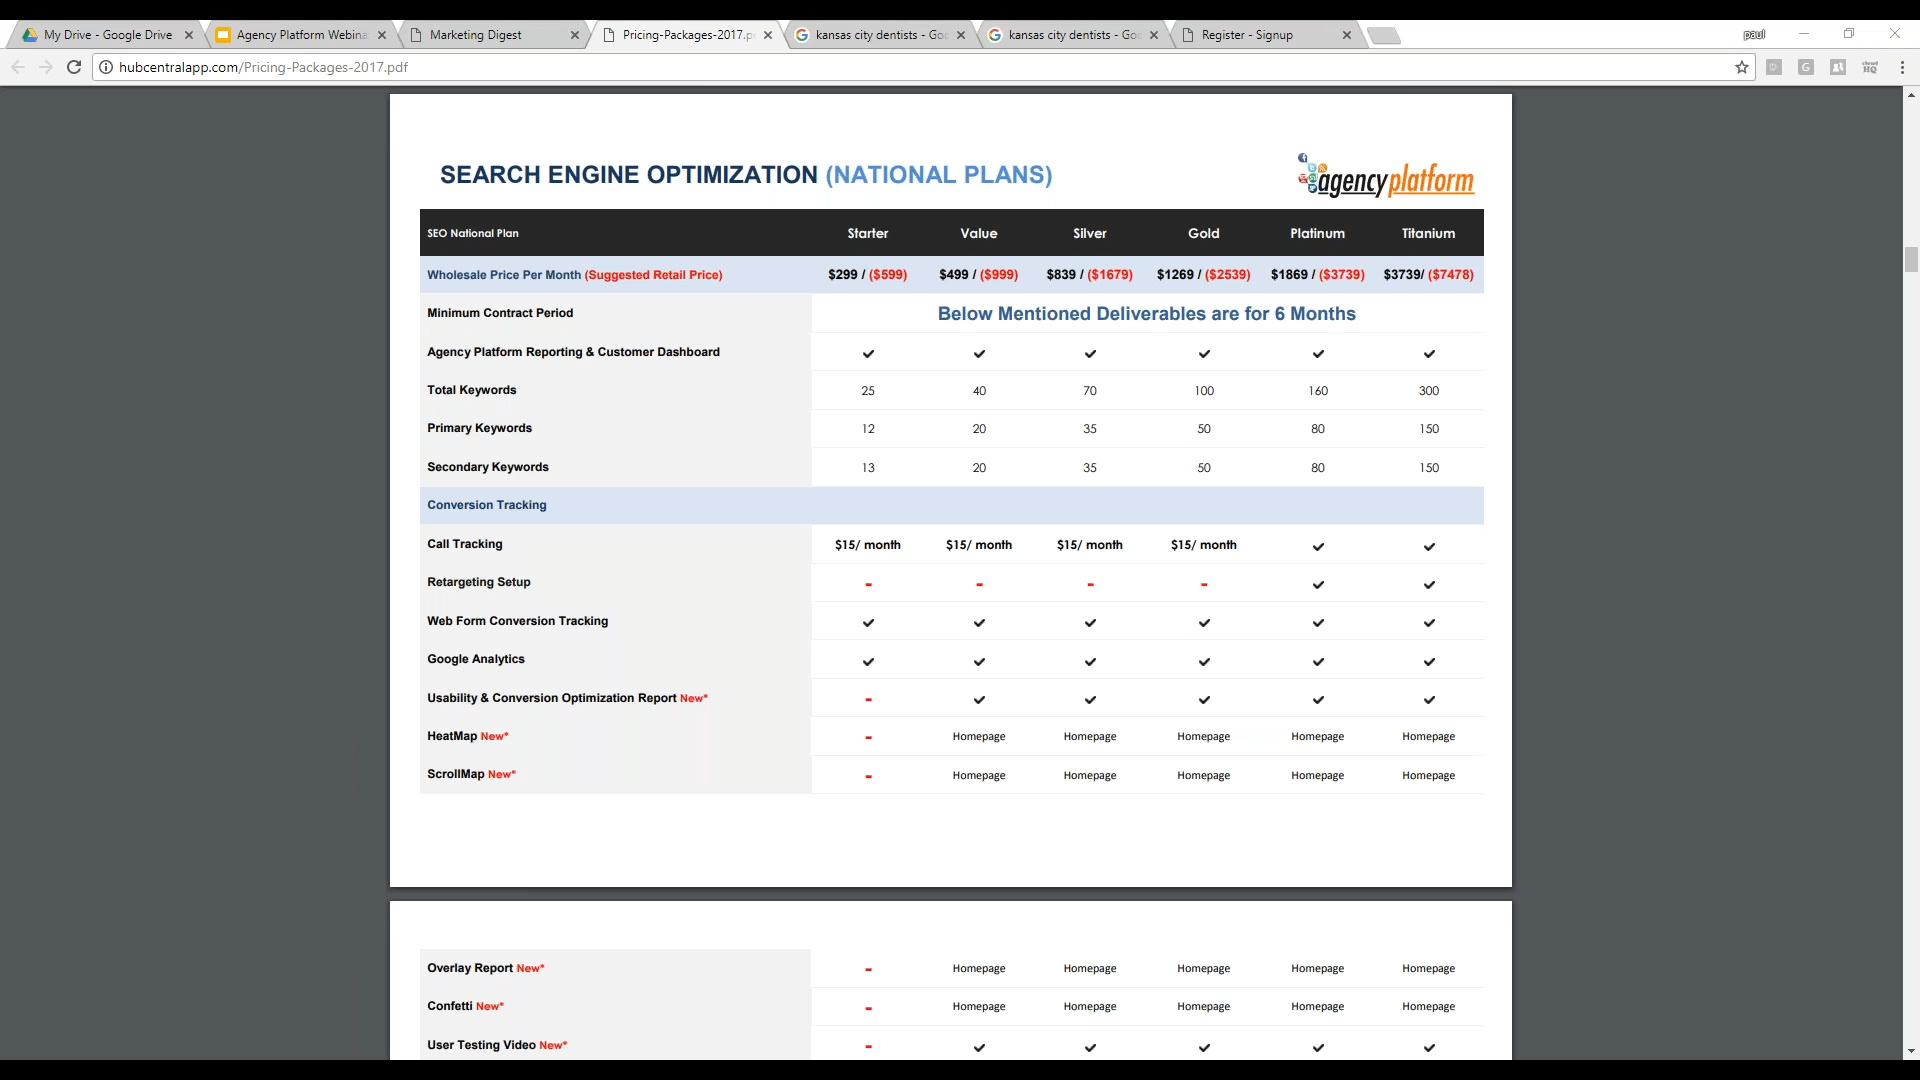 My Drive - Google Drive
Agency Platform Webina
Marketing Digest
Pricing-Packages-2017.p
kansas city dentists - Goo
kansas city dentists - Goo
Register - Signup
paul
hubcentralapp.com/Pricing-Packages-2017.pdf
SEARCH ENGINE OPTIMIZATION (NATIONAL PLANS)
agencyplatform
SEO National Plan Starter Value Silver Gold Platinum Titanium
Wholesale Price Per Month (Suggested Retail Price) $299 / ($599) $499 / ($999) $839 / ($1679) $1269 / ($2539) $1869 / ($3739) $3739/ ($7478)
Minimum Contract Period Below Mentioned Deliverables are for 6 Months
Agency Platform Reporting & Customer Dashboard ✔ ✔ ✔ ✔ ✔ ✔
Total Keywords 25 40 70 100 160 300
Primary Keywords 12 20 35 50 80 150
Secondary Keywords 13 20 35 50 80 150
Conversion Tracking
Call Tracking $15/ month $15/ month $15/ month $15/ month ✔ ✔
Retargeting Setup - - - - ✔ ✔
Web Form Conversion Tracking ✔ ✔ ✔ ✔ ✔ ✔
Google Analytics ✔ ✔ ✔ ✔ ✔ ✔
Usability & Conversion Optimization Report New* - ✔ ✔ ✔ ✔ ✔
HeatMap New* - Homepage Homepage Homepage Homepage Homepage
ScrollMap New* - Homepage Homepage Homepage Homepage Homepage
Overlay Report New* - Homepage Homepage Homepage Homepage Homepage
Confetti New* - Homepage Homepage Homepage Homepage Homepage
User Testing Video New* - ✔ ✔ ✔ ✔ ✔